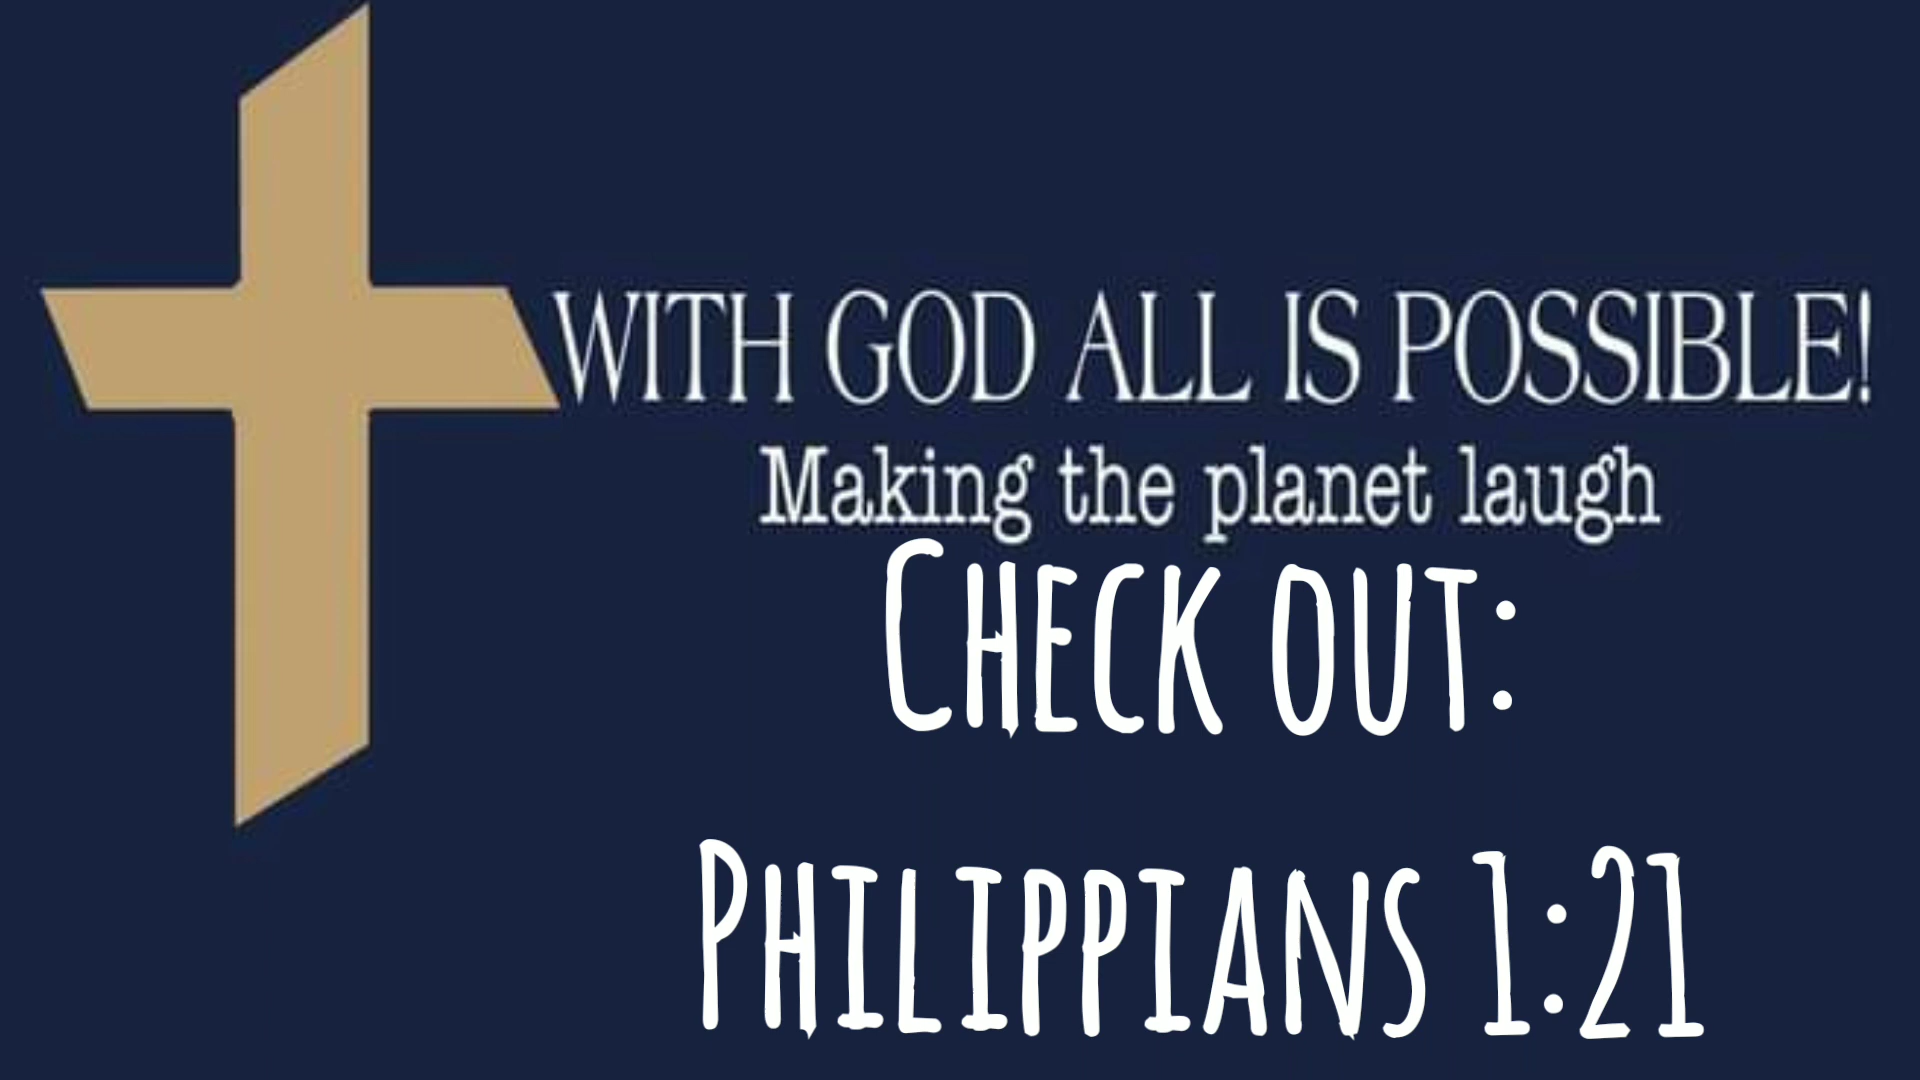 WITH GOD ALL IS POSSIBLE!
Making the planet laugh
CHECK OUT:
PHILIPPIANS 1:21